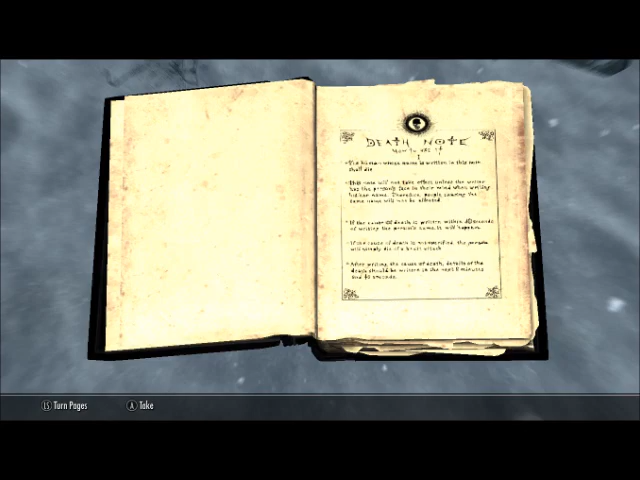 DEATH NOTE
HOW TO USE IT
I
• The human whose name is written in this note
shall die
• This note will not take effect unless the writer
has the person's face in their mind when writing
his/her name. Therefore, people sharing the
same name will not be affected
• If the cause of death is written within 40 seconds
of writing the person's name, it will happen.
• If the cause of death is not specified, the person
will simply die of a heart attack
• After writing the cause of death, details of the
death should be written in the next 6 minutes
and 40 seconds.
LS Turn Pages
A Take